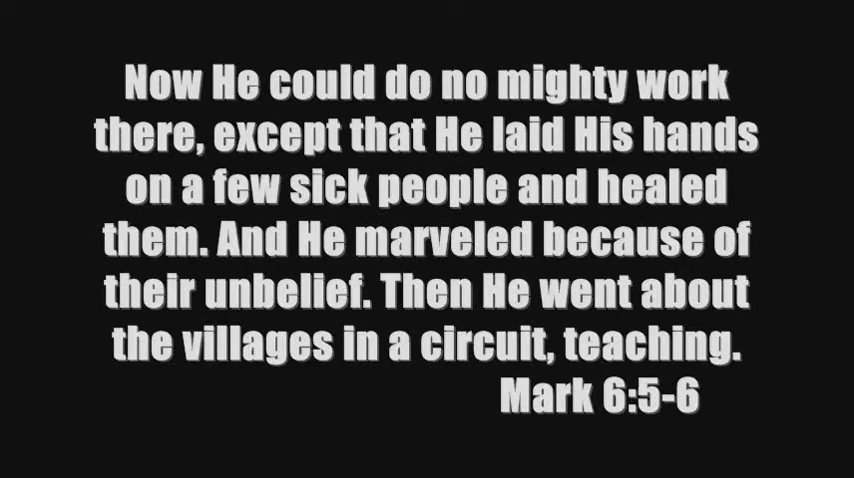 Now He could do no mighty work
there, except that He laid His hands
on a few sick people and healed
them. And He marveled because of
their unbelief. Then He went about
the villages in a circuit, teaching.
Mark 6:5-6